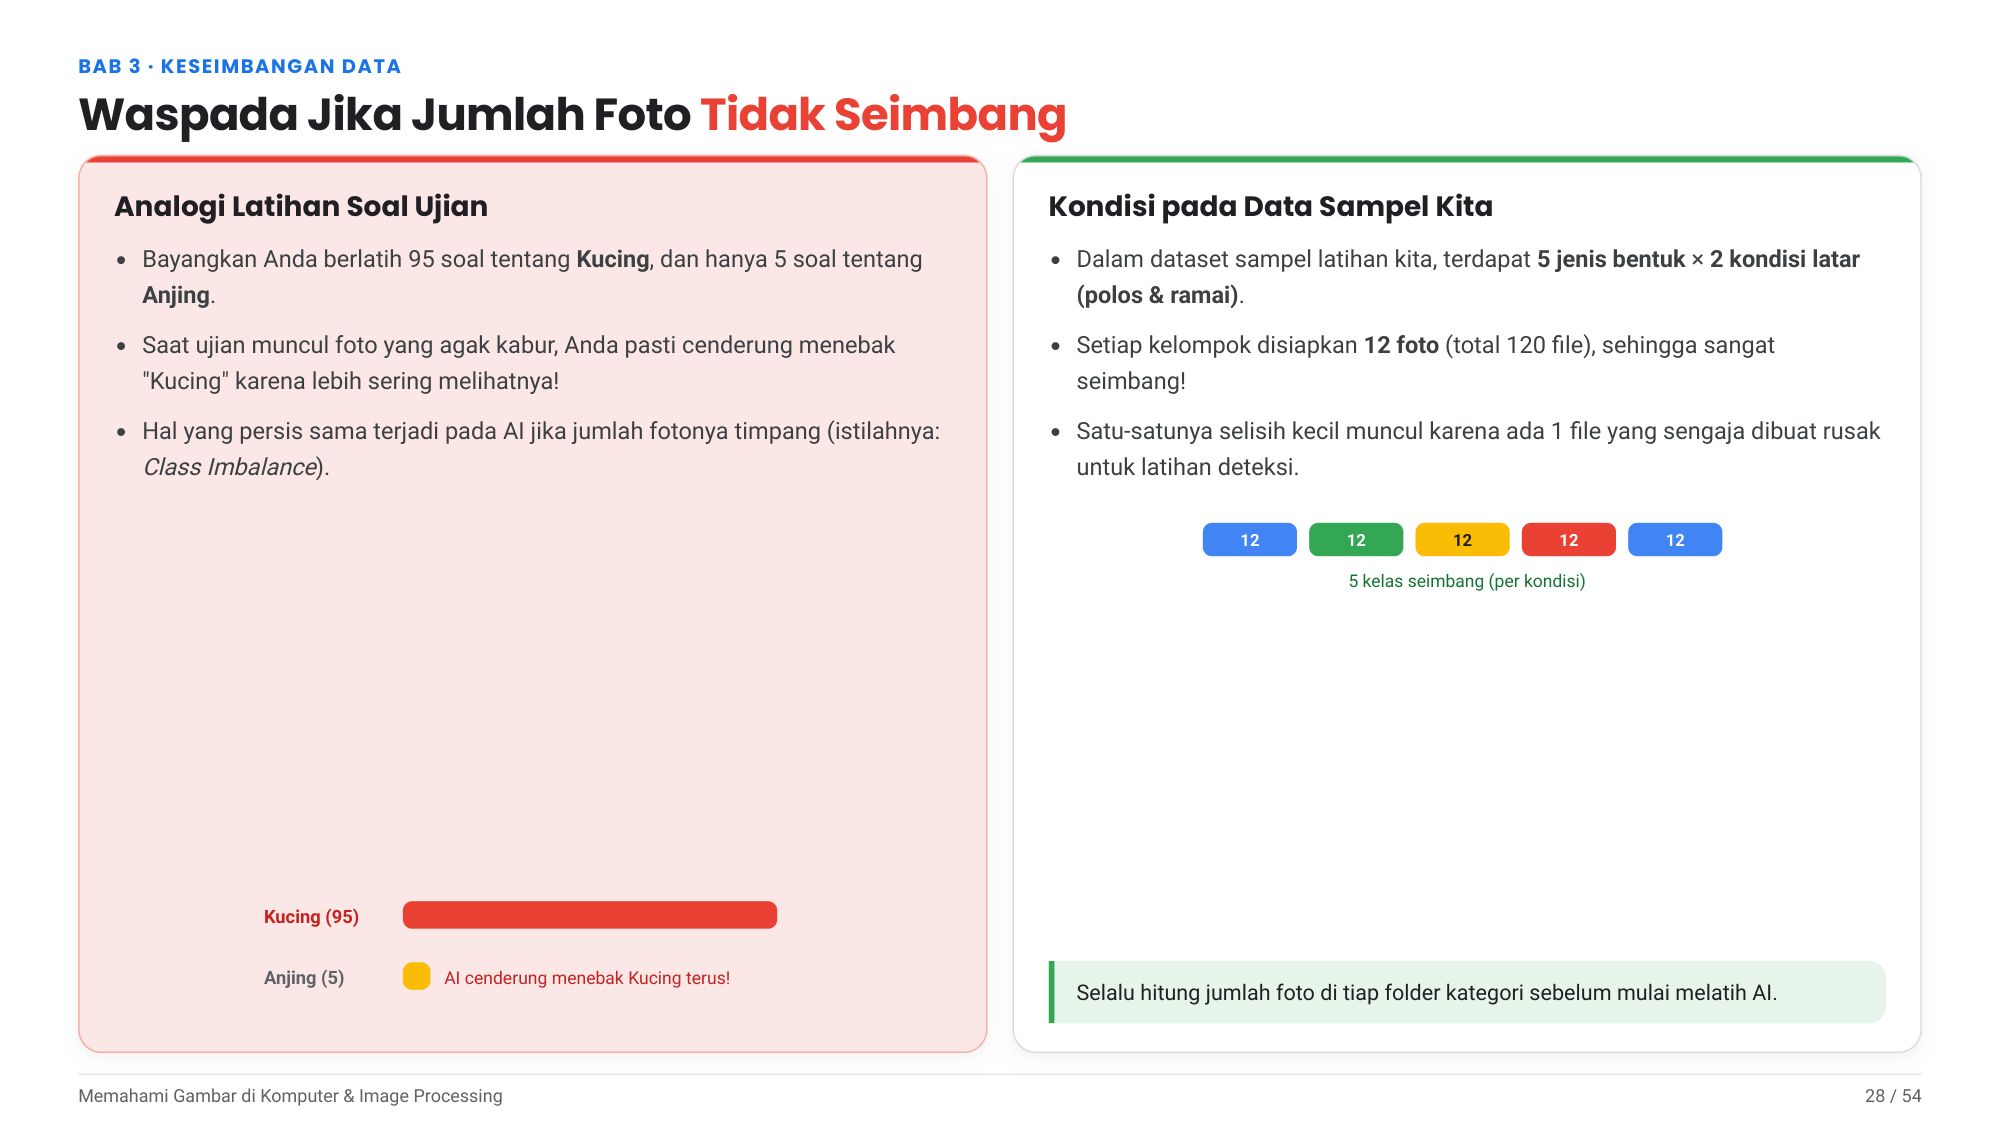 BAB 3 · KESEIMBANGAN DATA
Waspada Jika Jumlah Foto Tidak Seimbang
Analogi Latihan Soal Ujian
• Bayangkan Anda berlatih 95 soal tentang Kucing, dan hanya 5 soal tentang
Anjing.
• Saat ujian muncul foto yang agak kabur, Anda pasti cenderung menebak
"Kucing" karena lebih sering melihatnya!
• Hal yang persis sama terjadi pada AI jika jumlah fotonya timpang (istilahnya:
Class Imbalance).
Kucing (95)
Anjing (5) AI cenderung menebak Kucing terus!
Kondisi pada Data Sampel Kita
• Dalam dataset sampel latihan kita, terdapat 5 jenis bentuk × 2 kondisi latar
(polos & ramai).
• Setiap kelompok disiapkan 12 foto (total 120 file), sehingga sangat
seimbang!
• Satu-satunya selisih kecil muncul karena ada 1 file yang sengaja dibuat rusak
untuk latihan deteksi.
12 12 12 12 12
5 kelas seimbang (per kondisi)
Selalu hitung jumlah foto di tiap folder kategori sebelum mulai melatih AI.
Memahami Gambar di Komputer & Image Processing
28 / 54